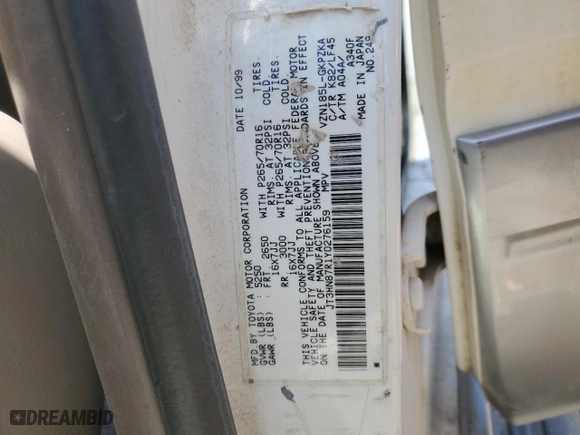 MFD BY TOYOTA MOTOR CORPORATION DATE 10/99
GVWR (LBS) : 5250
GAWR (LBS) : FRT 2650 WITH P265/70R16 TIRES.
16X7JJ RIMS. AT 32PSI COLD
RR 3000 WITH P265/70R16 TIRES.
16X7JJ RIMS. AT 32PSI COLD
THIS VEHICLE CONFORMS TO ALL APPLICABLE FEDERAL MOTOR
VEHICLE SAFETY AND THEFT PREVENTION STANDARDS IN EFFECT
ON THE DATE OF MANUFACTURE SHOWN ABOVE.
JT3HN87R1Y0276159 MPV
VZN185L-GKPZKA
C/TR K82/LF45
A/TM A04A/ A340F
MADE IN JAPAN
NO.249
DREAMBID